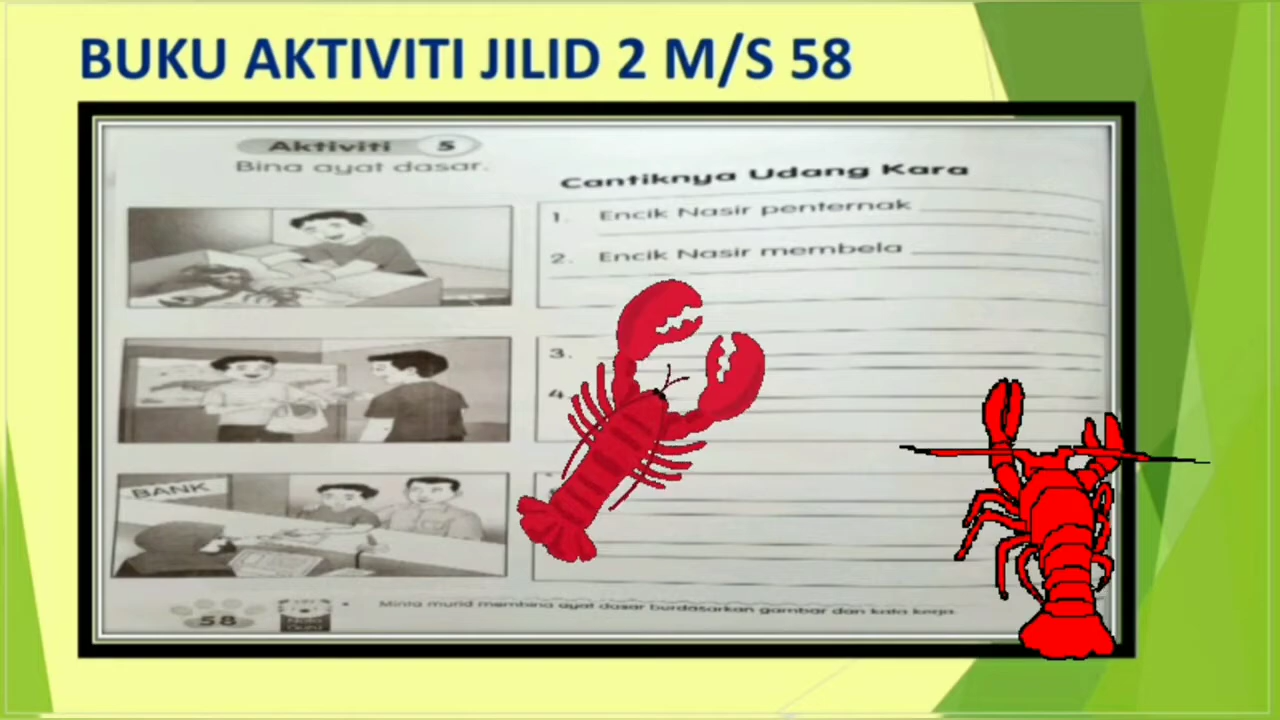 BUKU AKTIVITI JILID 2 M/S 58
Aktiviti 5
Bina ayat dasar.
Cantiknya Udang Kara
1. Encik Nasir penternak
2. Encik Nasir membela
3.
4.
BANK
58
Minta murid membina ayat dasar berdasarkan gambar dan kata kerja.